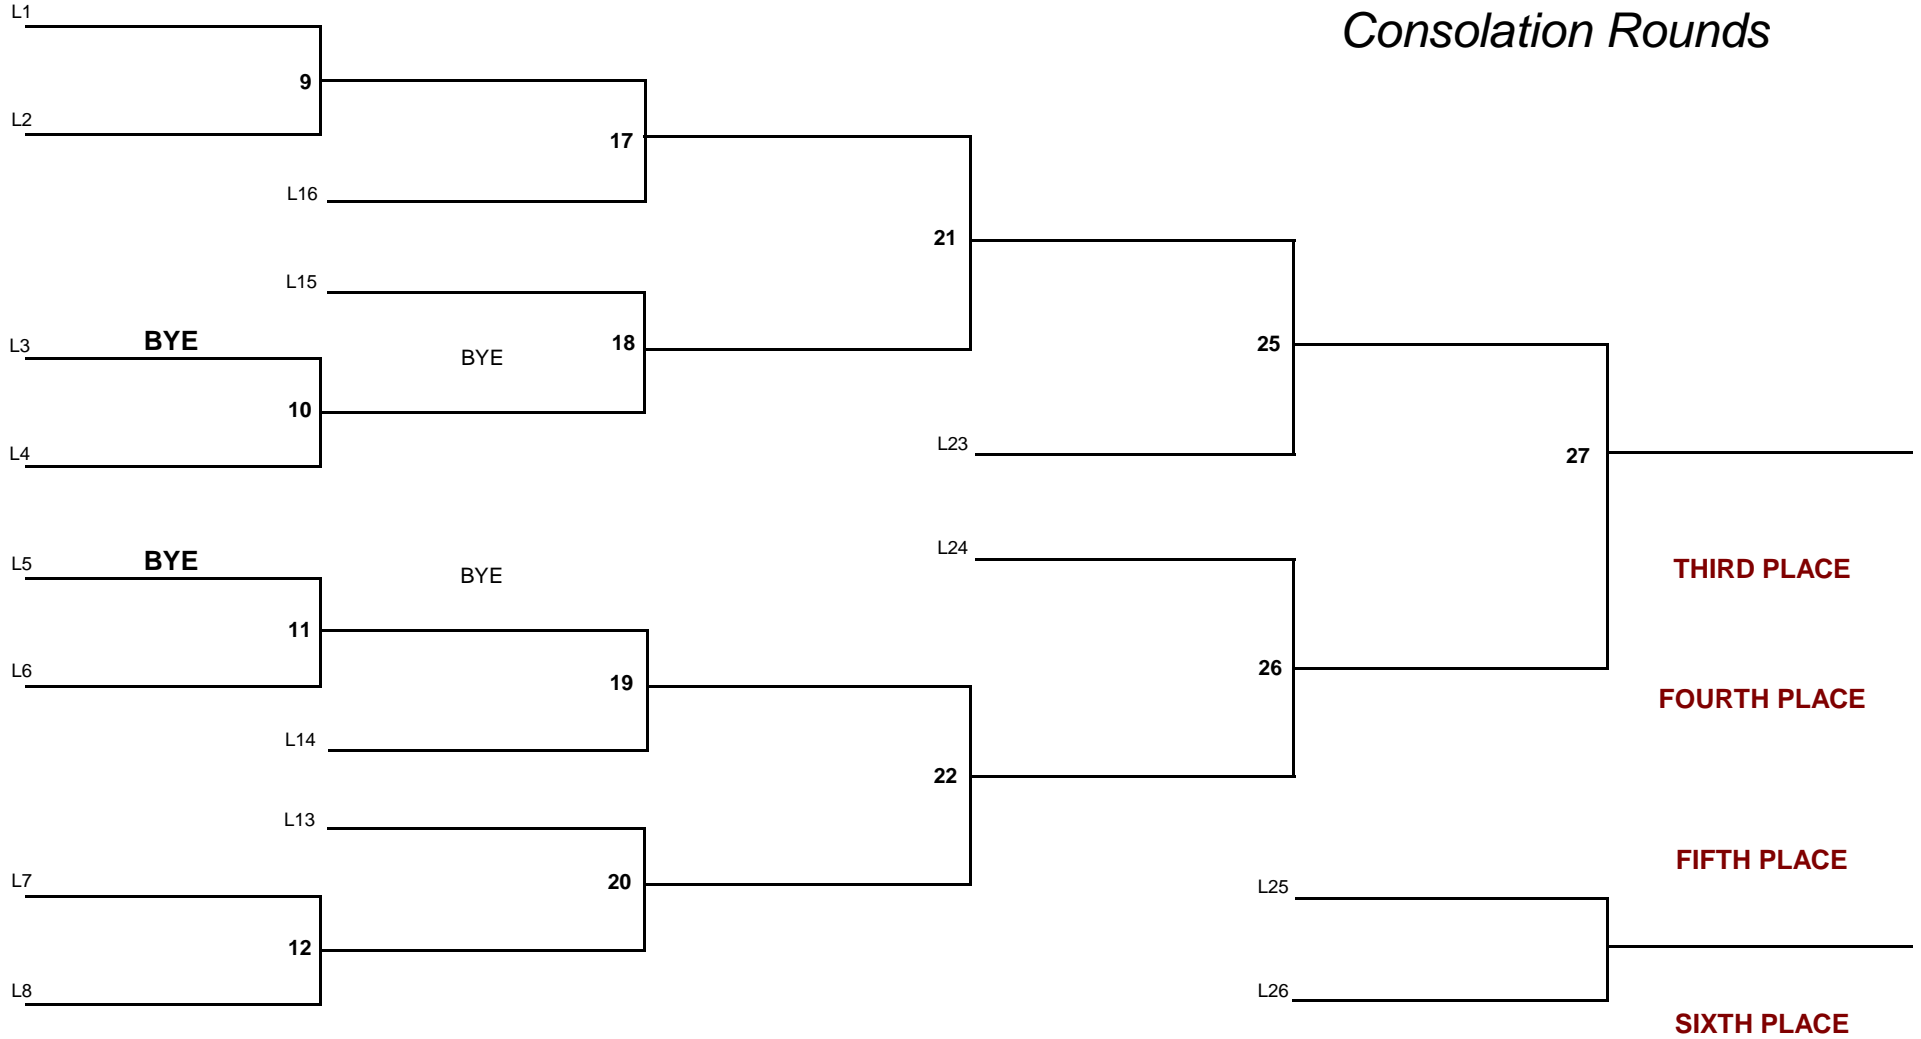 L1
Consolation Rounds
9
L2
17
L16
21
L15
L3
BYE
18
BYE
25
10
L23
L4
27
L24
L5
BYE
BYE
THIRD PLACE
11
L6
19
26
FOURTH PLACE
L14
22
L13
FIFTH PLACE
L7
20
L25
12
L8
L26
SIXTH PLACE